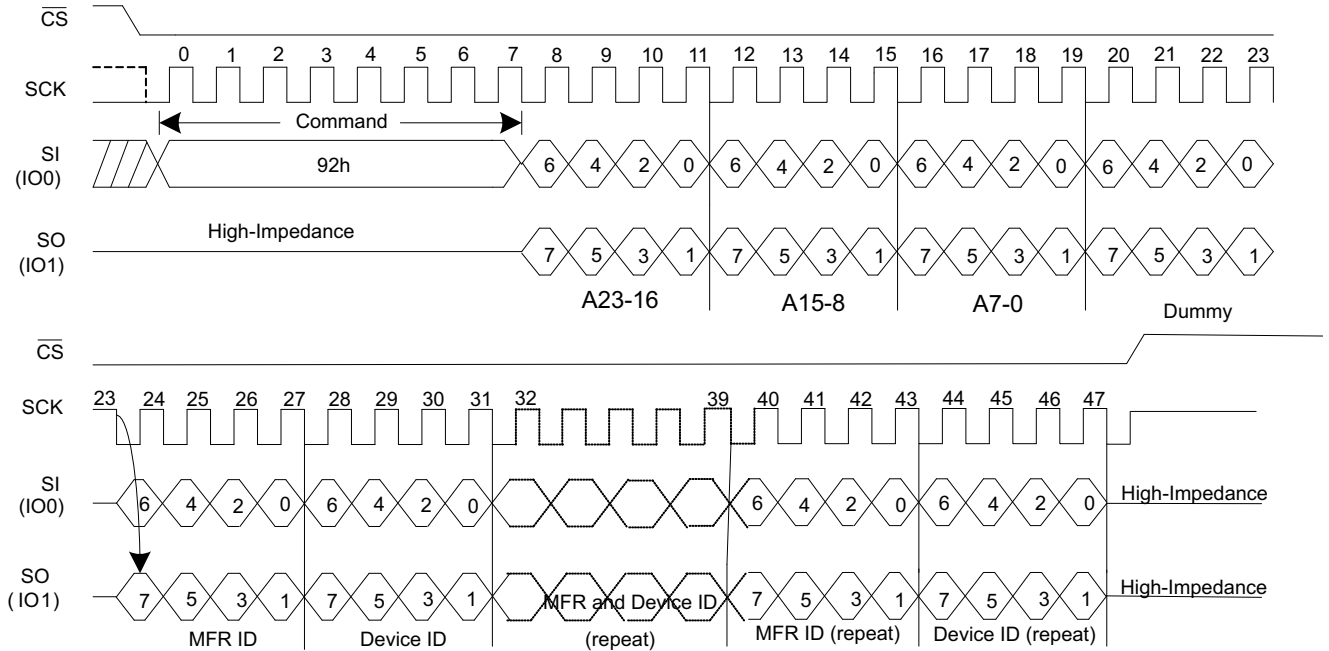 CS
0 1 2 3 4 5 6 7 8 9 10 11 12 13 14 15 16 17 18 19 20 21 22 23
SCK
Command
SI
(IO0)
92h
6 4 2 0 6 4 2 0 6 4 2 0 6 4 2 0
SO
(IO1)
High-Impedance
7 5 3 1 7 5 3 1 7 5 3 1 7 5 3 1
A23-16 A15-8 A7-0
Dummy
CS
23 24 25 26 27 28 29 30 31 32 39 40 41 42 43 44 45 46 47
SCK
SI
(IO0)
6 4 2 0 6 4 2 0 6 4 2 0 6 4 2 0
High-Impedance
SO
(IO1)
7 5 3 1 7 5 3 1 MFR and Device ID 7 5 3 1 7 5 3 1
High-Impedance
MFR ID Device ID (repeat) MFR ID (repeat) Device ID (repeat)